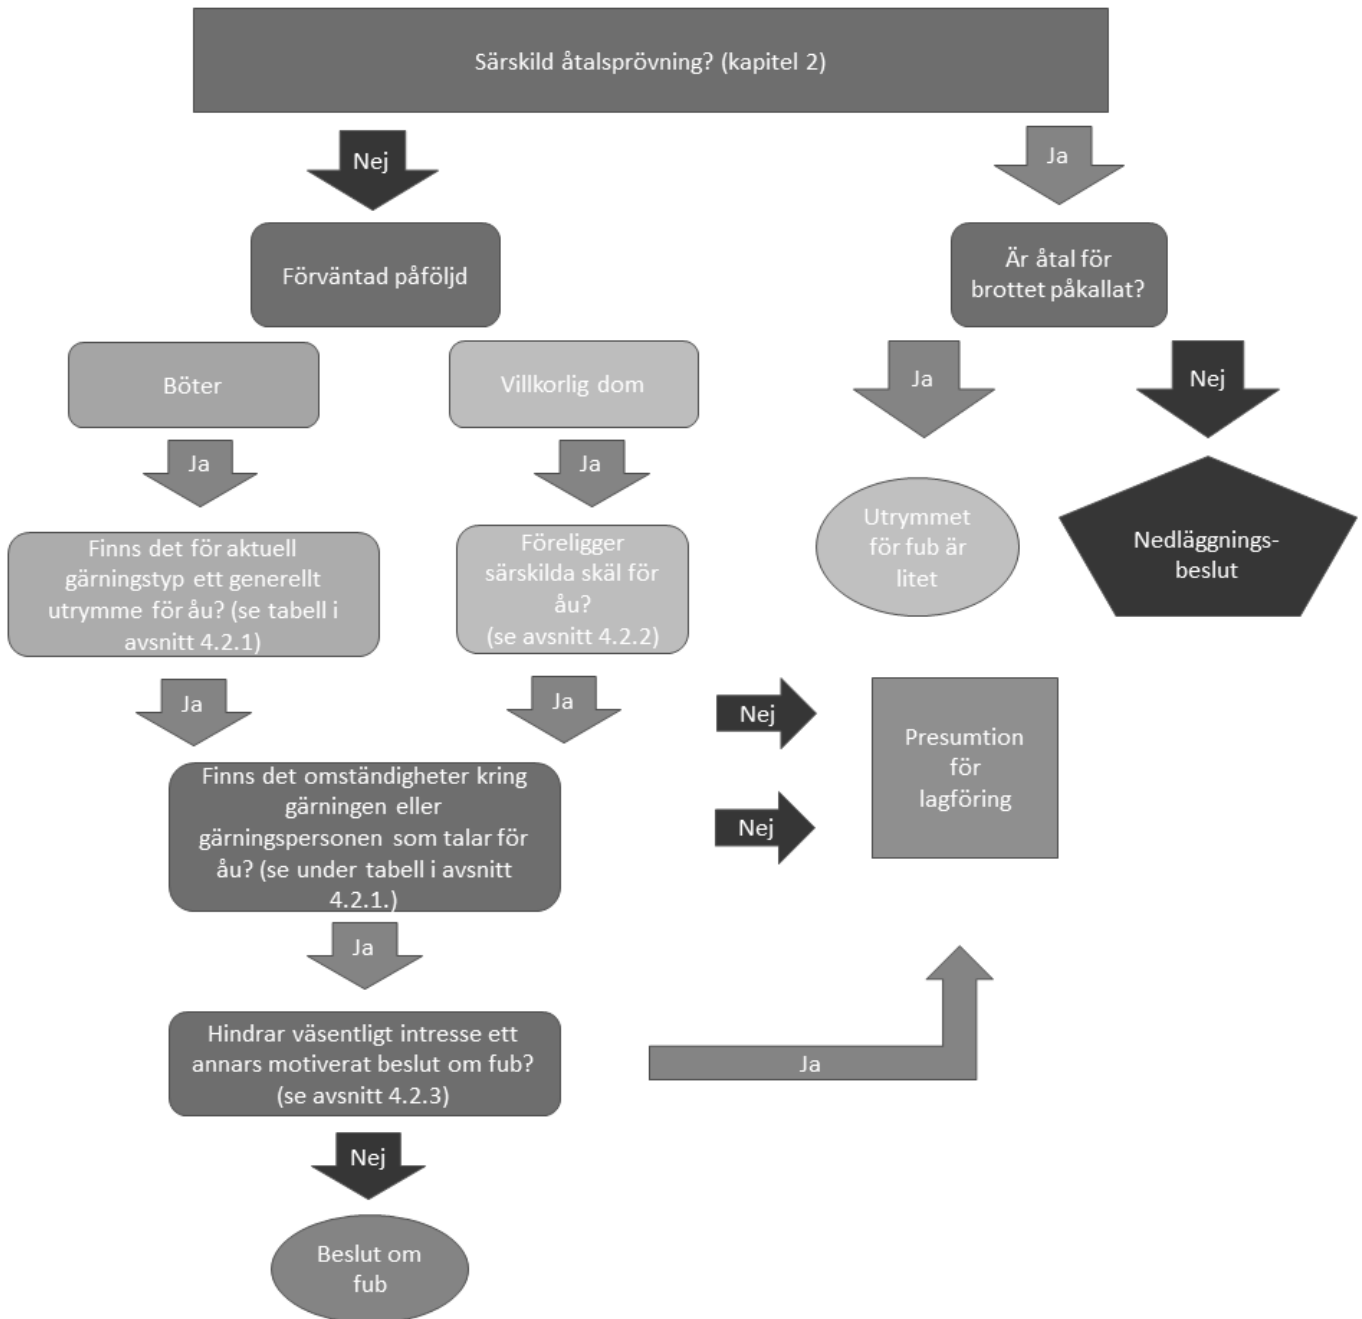 Särskild åtalsprövning? (kapitel 2)
Nej
Ja
Förväntad påföljd
Är åtal för
brottet påkallat?
Böter
Villkorlig dom
Ja
Nej
Ja
Ja
Finns det för aktuell
gärningstyp ett generellt
utrymme för åu? (se tabell i
avsnitt 4.2.1)
Föreligger
särskilda skäl för
åu?
(se avsnitt 4.2.2)
Utrymmet
för fub är
litet
Nedläggnings-
beslut
Ja
Ja
Nej
Nej
Presumtion
för
lagföring
Finns det omständigheter kring
gärningen eller
gärningspersonen som talar för
åu? (se under tabell i avsnitt
4.2.1.)
Ja
Hindrar väsentligt intresse ett
annars motiverat beslut om fub?
(se avsnitt 4.2.3)
Ja
Nej
Beslut om
fub